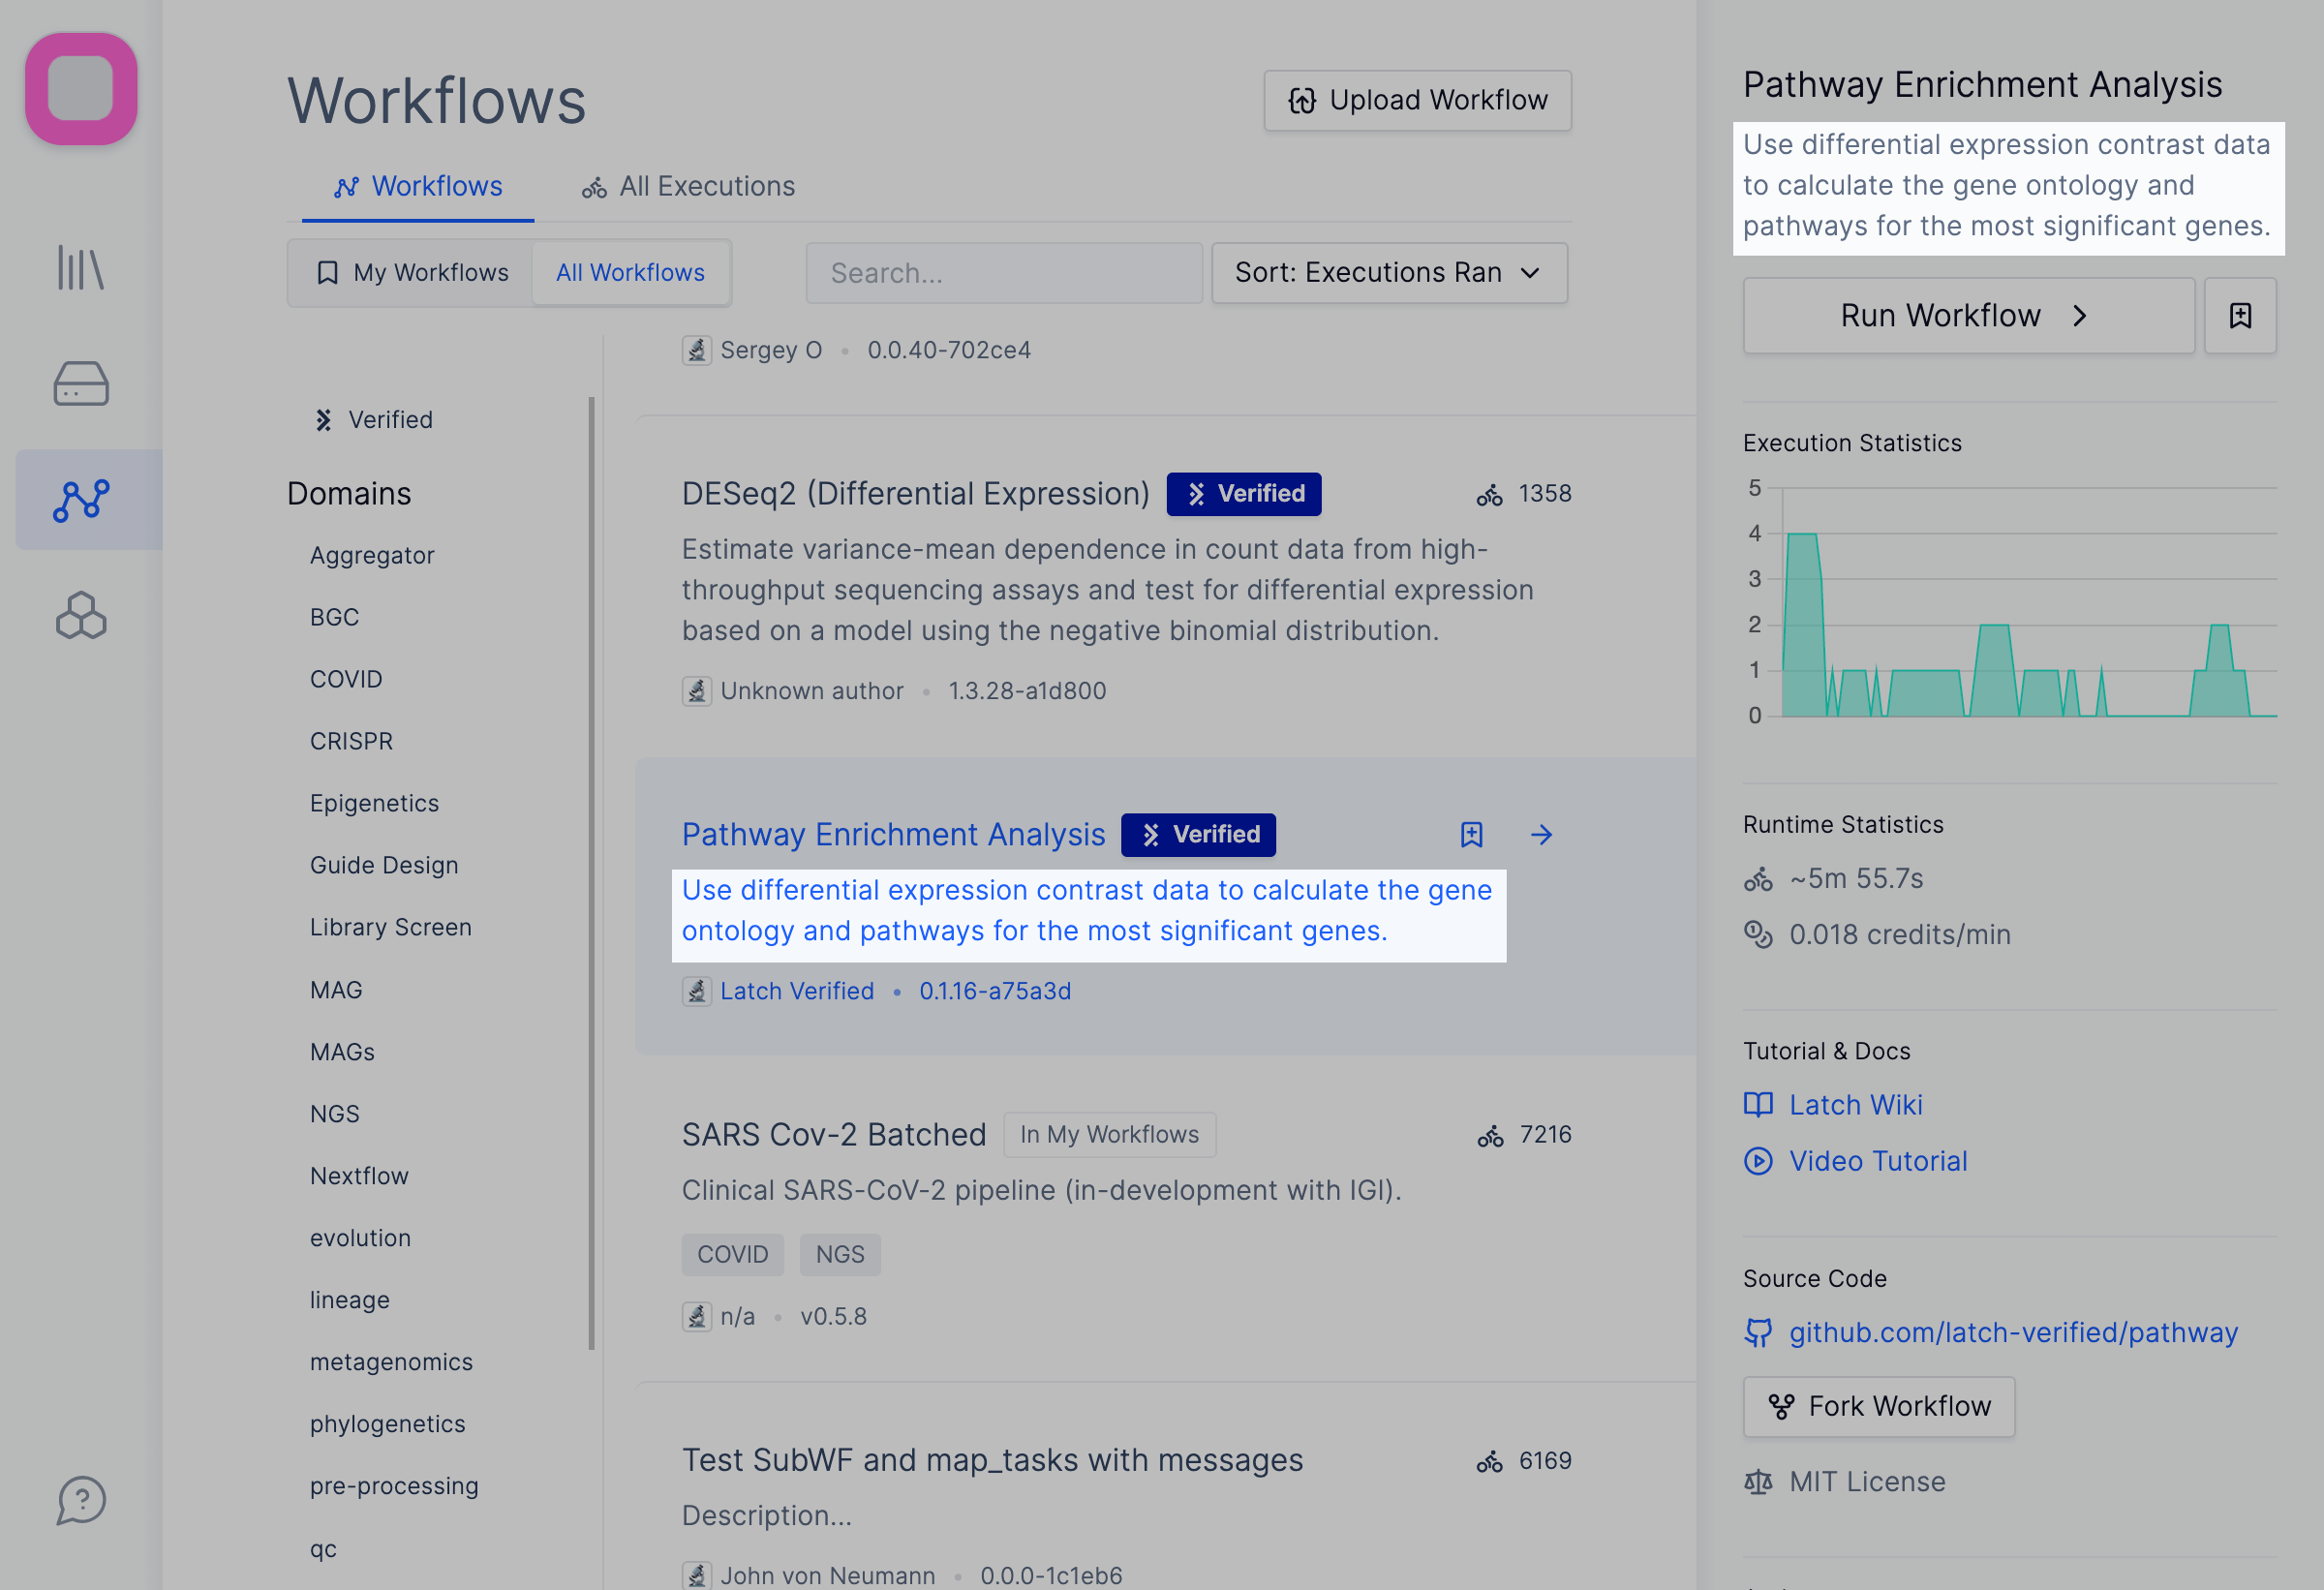 Workflows
Upload Workflow
Workflows
All Executions
My Workflows
All Workflows
Search...
Sort: Executions Ran
Verified
Domains
Aggregator
BGC
COVID
CRISPR
Epigenetics
Guide Design
Library Screen
MAG
MAGs
NGS
Nextflow
evolution
lineage
metagenomics
phylogenetics
pre-processing
qc
Sergey O • 0.0.40-702ce4
DESeq2 (Differential Expression) Verified 1358
Estimate variance-mean dependence in count data from high-
throughput sequencing assays and test for differential expression
based on a model using the negative binomial distribution.
Unknown author • 1.3.28-a1d800
Pathway Enrichment Analysis Verified
Use differential expression contrast data to calculate the gene
ontology and pathways for the most significant genes.
Latch Verified • 0.1.16-a75a3d
SARS Cov-2 Batched In My Workflows 7216
Clinical SARS-CoV-2 pipeline (in-development with IGI).
COVID NGS
n/a • v0.5.8
Test SubWF and map_tasks with messages 6169
Description...
John von Neumann • 0.0.0-1c1eb6
Pathway Enrichment Analysis
Use differential expression contrast data
to calculate the gene ontology and
pathways for the most significant genes.
Run Workflow
Execution Statistics
5
4
3
2
1
0
Runtime Statistics
~5m 55.7s
0.018 credits/min
Tutorial & Docs
Latch Wiki
Video Tutorial
Source Code
github.com/latch-verified/pathway
Fork Workflow
MIT License